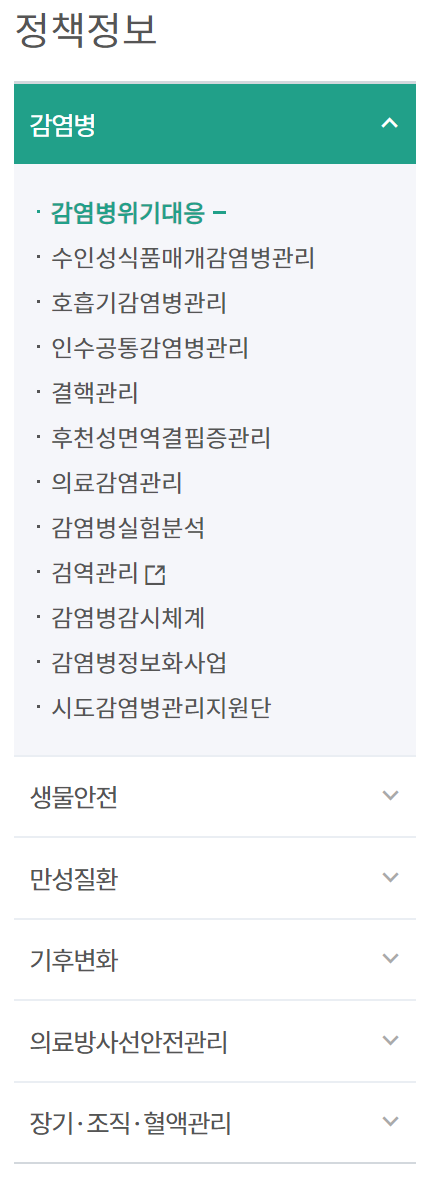 정책정보
감염병
· 감염병위기대응 –
· 수인성식품매개감염병관리
· 호흡기감염병관리
· 인수공통감염병관리
· 결핵관리
· 후천성면역결핍증관리
· 의료감염관리
· 감염병실험분석
· 검역관리
· 감염병감시체계
· 감염병정보화사업
· 시도감염병관리지원단
생물안전
만성질환
기후변화
의료방사선안전관리
장기·조직·혈액관리